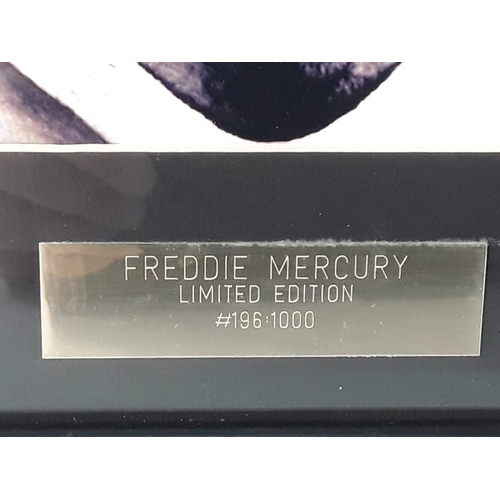 FREDDIE MERCURY
LIMITED EDITION
#196:1000